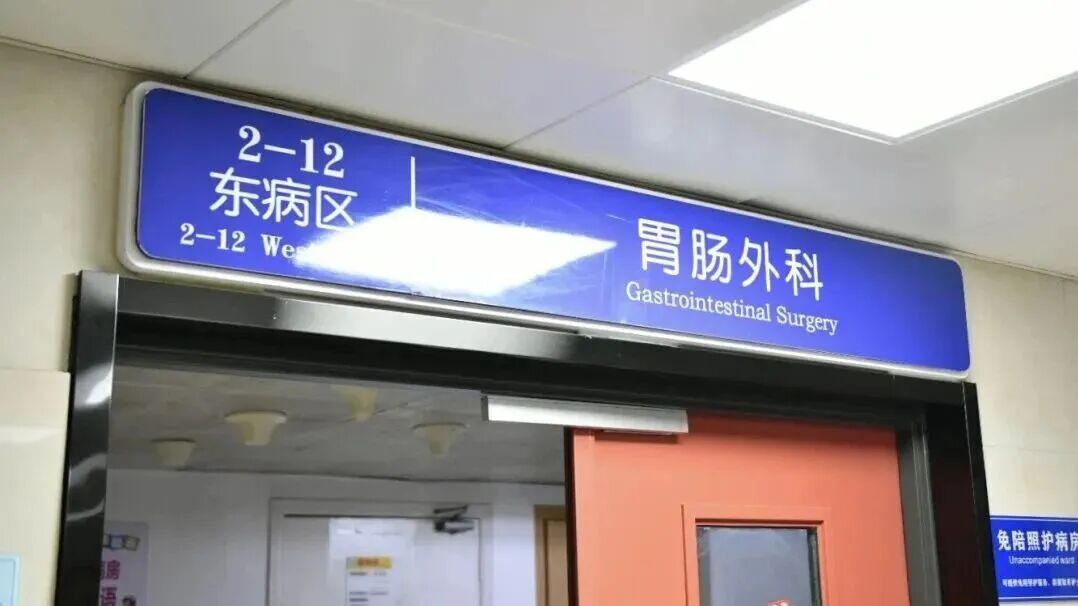 2-12
东病区
2-12
胃肠外科
Gastrointestinal Surgery
免陪照护病房
Unaccompanied ward